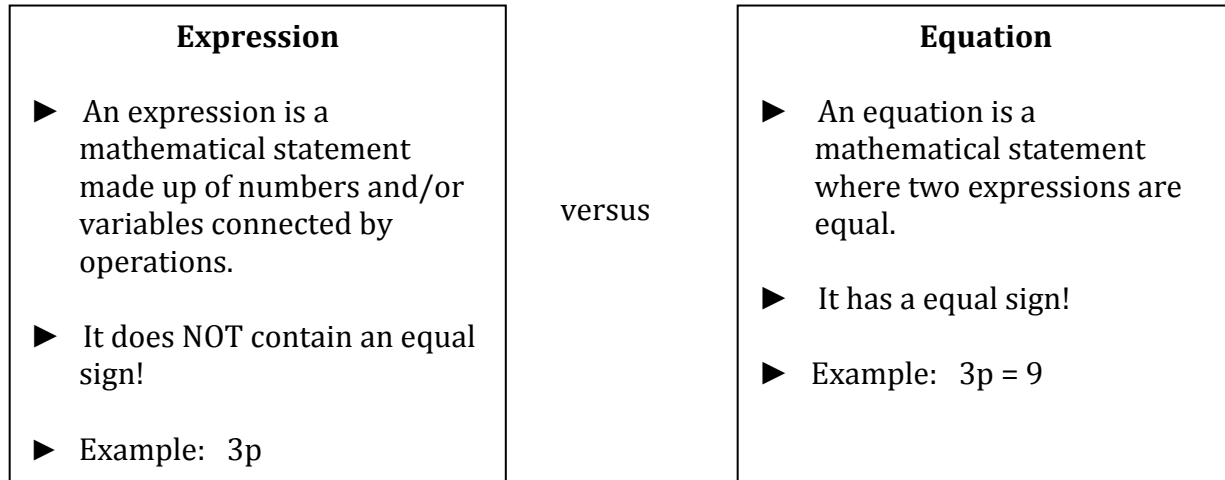 Expression
► An expression is a
mathematical statement
made up of numbers and/or
variables connected by
operations.
► It does NOT contain an equal
sign!
► Example: 3p
versus
Equation
► An equation is a
mathematical statement
where two expressions are
equal.
► It has a equal sign!
► Example: 3p = 9